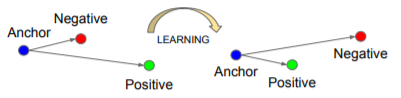 Negative
Anchor
Positive
LEARNING
Negative
Anchor
Positive